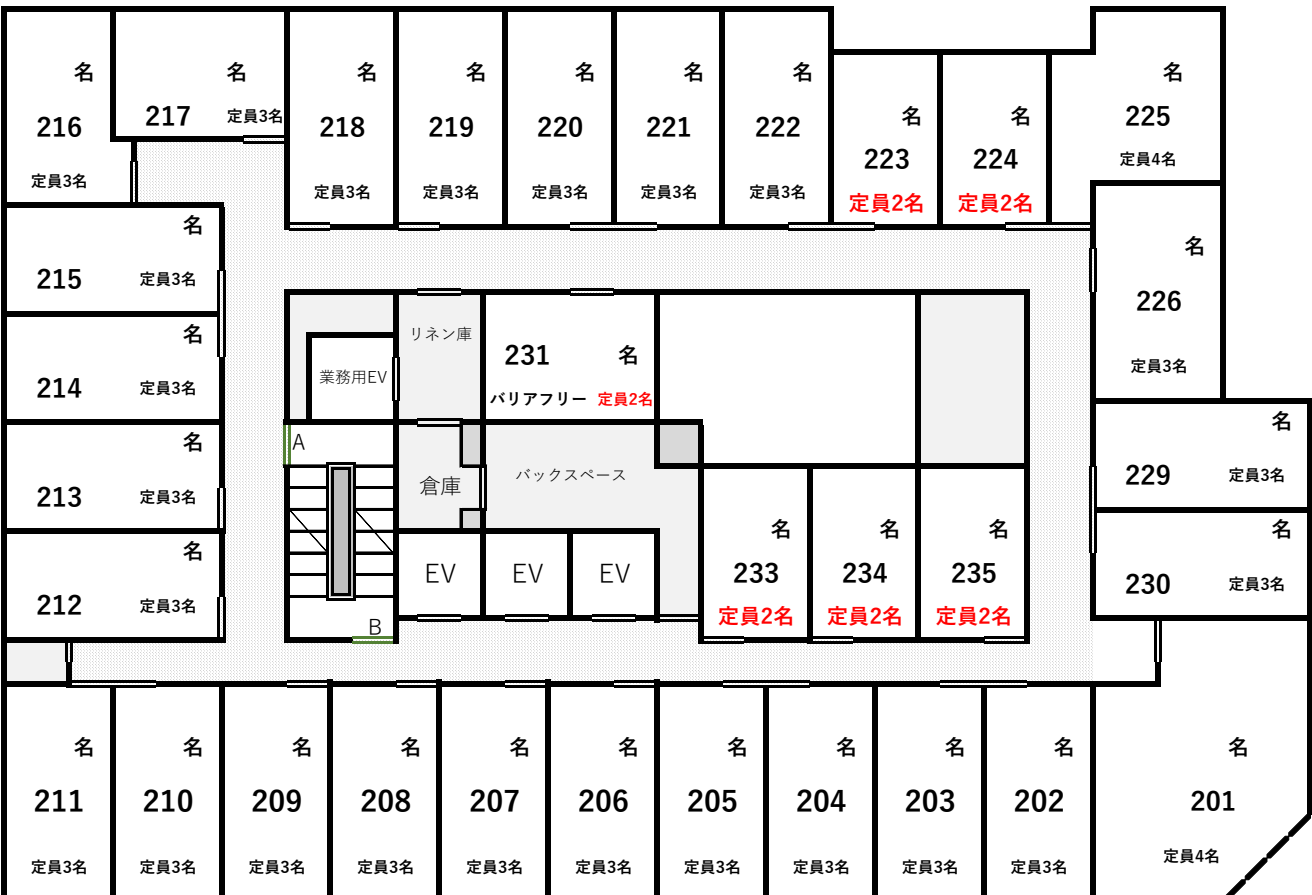 名
216
定員3名
名
217 定員3名
名
218
定員3名
名
219
定員3名
名
220
定員3名
名
221
定員3名
名
222
定員3名
名
223
定員2名
名
224
定員2名
名
225
定員4名
名
215 定員3名
名
214 定員3名
名
213 定員3名
名
212 定員3名
リネン庫
業務用EV
231 名
バリアフリー 定員2名
名
226
定員3名
A
倉庫
バックスペース
B
EV
EV
EV
名
233
定員2名
名
234
定員2名
名
235
定員2名
名
229 定員3名
名
230 定員3名
名
211
定員3名
名
210
定員3名
名
209
定員3名
名
208
定員3名
名
207
定員3名
名
206
定員3名
名
205
定員3名
名
204
定員3名
名
203
定員3名
名
202
定員3名
名
201
定員4名